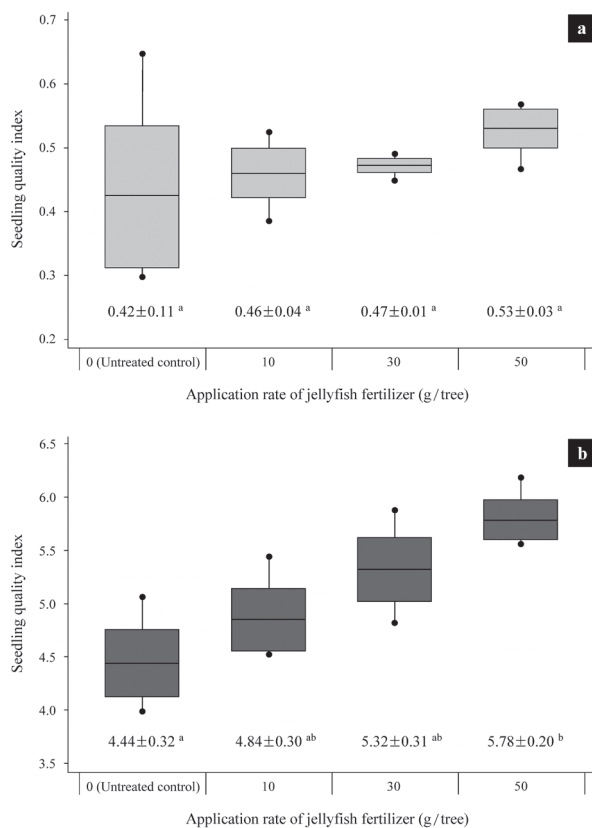 a
0.7
0.6
0.5
0.4
0.3
0.2
Seedling quality index
0.42±0.11 a 0.46±0.04 a 0.47±0.01 a 0.53±0.03 a
0 (Untreated control) 10 30 50
Application rate of jellyfish fertilizer (g/tree)
b
6.5
6.0
5.5
5.0
4.5
4.0
3.5
Seedling quality index
4.44±0.32 a 4.84±0.30 ab 5.32±0.31 ab 5.78±0.20 b
0 (Untreated control) 10 30 50
Application rate of jellyfish fertilizer (g/tree)